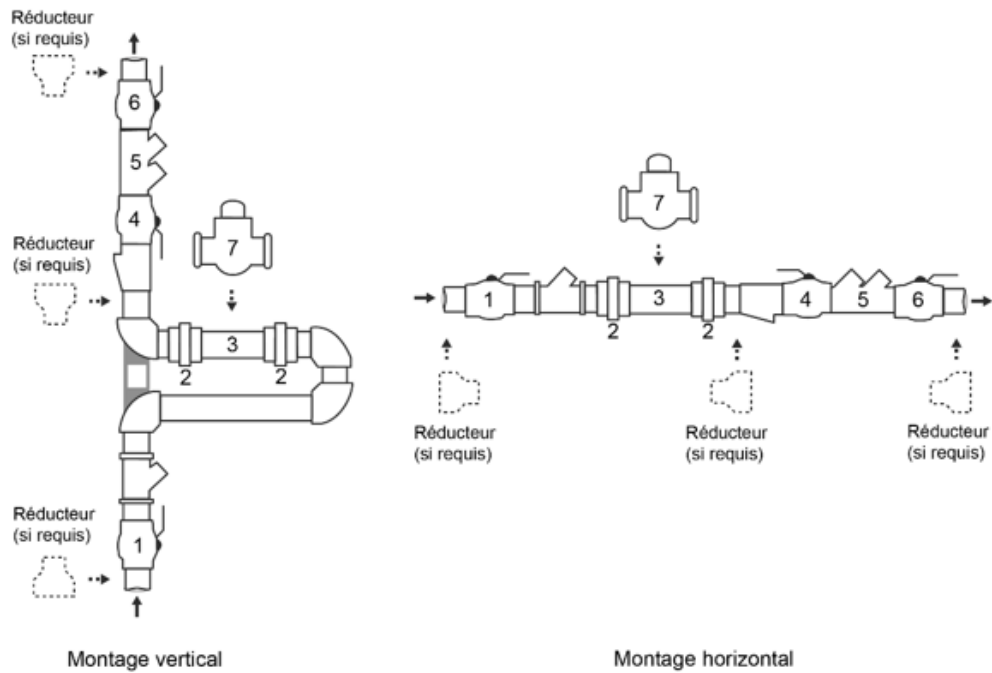 Réducteur
(si requis)
6
5
4
7
Réducteur
(si requis)
3
2 2
Réducteur
(si requis)
1
Montage vertical
7
1 3 4 5 6
2 2
Réducteur
(si requis)
Réducteur
(si requis)
Réducteur
(si requis)
Montage horizontal